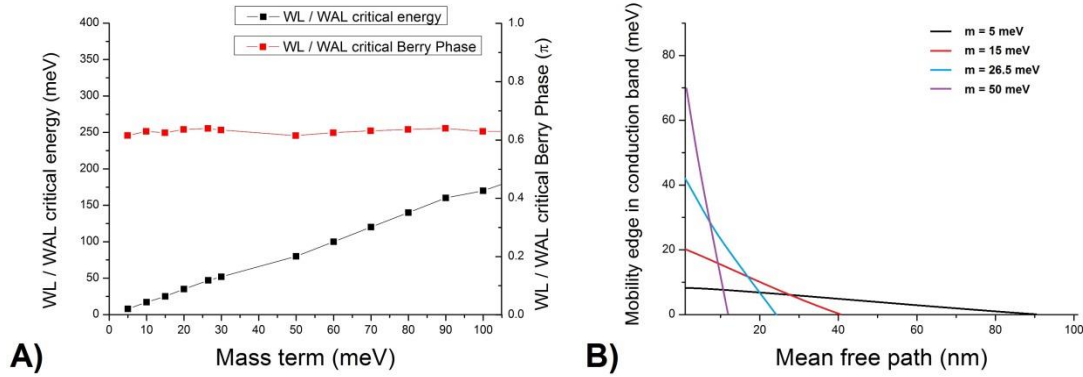 WL / WAL critical energy
WL / WAL critical Berry Phase
WL / WAL critical energy (meV)
400
350
300
250
200
150
100
50
0
0 10 20 30 40 50 60 70 80 90 100
Mass term (meV)
1.0
0.8
0.6
0.4
0.2
0.0
WL / WAL critical Berry Phase (π)
A)
Mobility edge in conduction band (meV)
80
60
40
20
0
20 40 60 80 100
Mean free path (nm)
m = 5 meV
m = 15 meV
m = 26.5 meV
m = 50 meV
B)